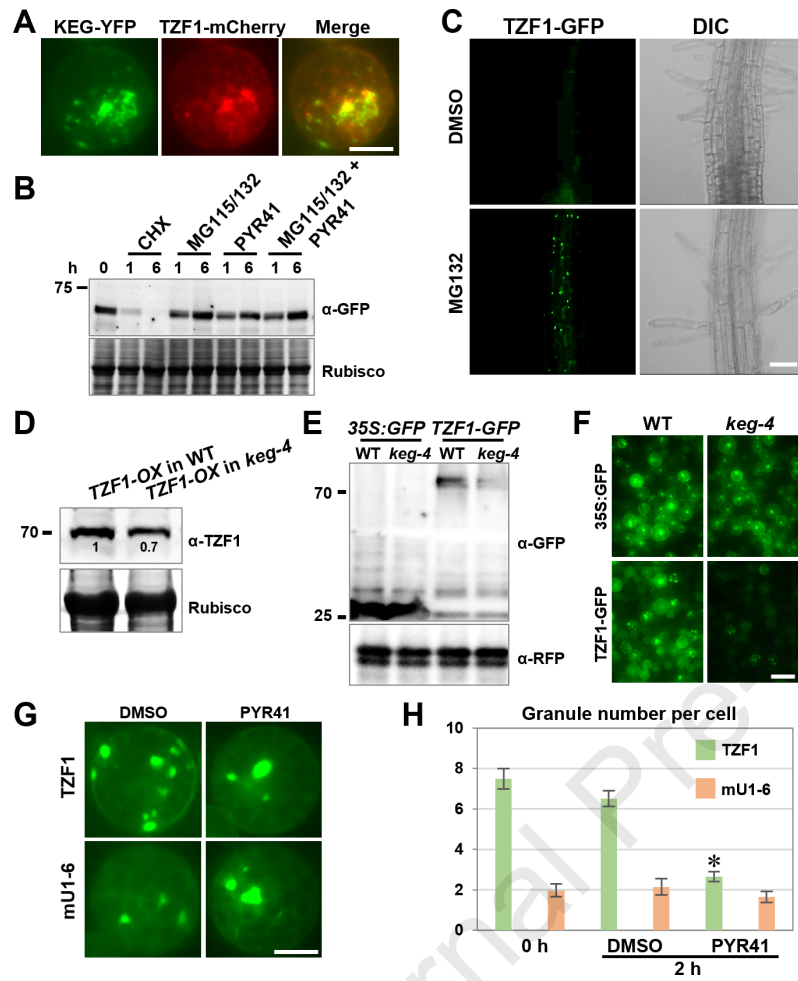 A
KEG-YFP TZF1-mCherry Merge
B
CHX MG115/132 PYR41 MG115/132 + PYR41
h 0 1 6 1 6 1 6 1 6
75
α-GFP
Rubisco
C
TZF1-GFP DIC
DMSO
MG132
D
TZF1-OX in WT
TZF1-OX in keg-4
70
α-TZF1
1 0.7
Rubisco
E
35S:GFP TZF1-GFP
WT keg-4 WT keg-4
70
α-GFP
25
α-RFP
F
WT keg-4
35S:GFP
TZF1-GFP
G
DMSO PYR41
TZF1
mU1-6
H
Granule number per cell
10
8
6
4
2
0
TZF1
mU1-6
*
0 h DMSO PYR41
2 h
rnal Pre